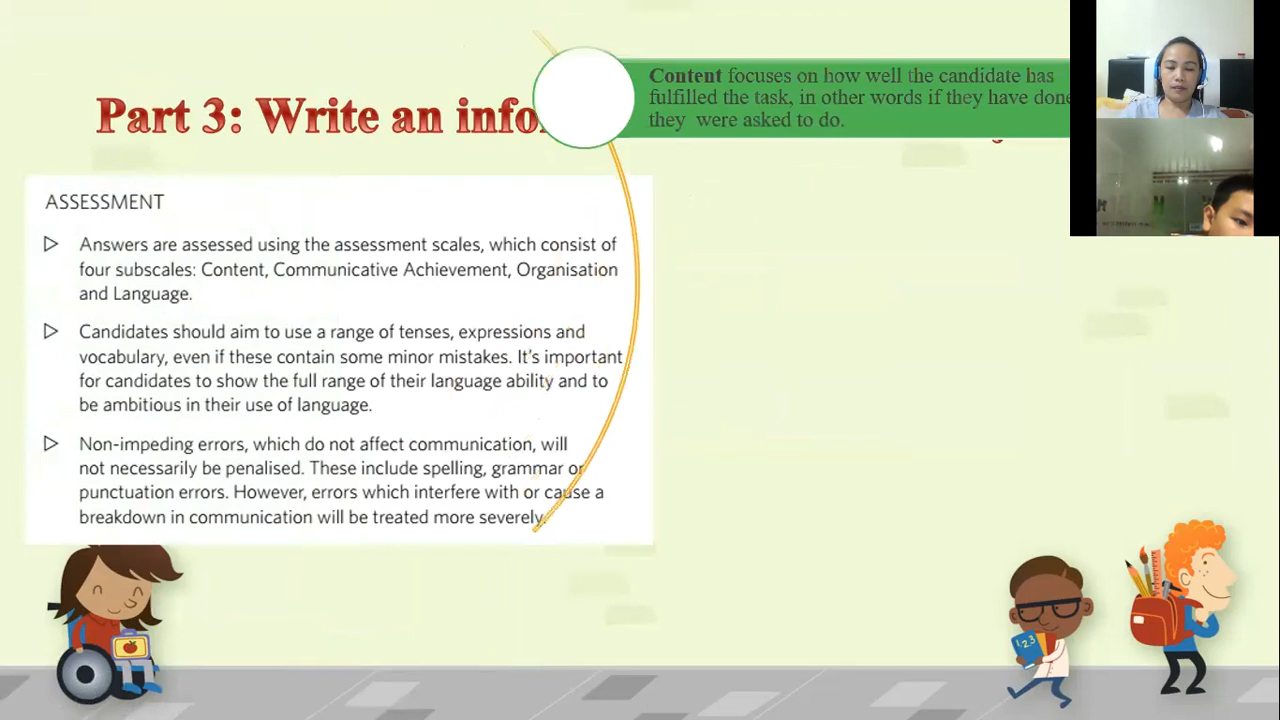 Content focuses on how well the candidate has
fulfilled the task, in other words if they have done
they were asked to do.
Part 3: Write an info
ASSESSMENT
Answers are assessed using the assessment scales, which consist of
four subscales: Content, Communicative Achievement, Organisation
and Language.
Candidates should aim to use a range of tenses, expressions and
vocabulary, even if these contain some minor mistakes. It's important
for candidates to show the full range of their language ability and to
be ambitious in their use of language.
Non-impeding errors, which do not affect communication, will
not necessarily be penalised. These include spelling, grammar or
punctuation errors. However, errors which interfere with or cause a
breakdown in communication will be treated more severely.
1 2 3